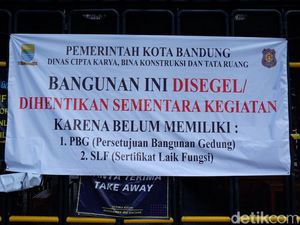 PEMERINTAH KOTA BANDUNG
DINAS CIPTA KARYA, BINA KONSTRUKSI DAN TATA RUANG
BANGUNAN INI DISEGEL/
DIHENTIKAN SEMENTARA KEGIATAN
KARENA BELUM MEMILIKI :
1. PBG (Persetujuan Bangunan Gedung)
2. SLF (Sertifikat Laik Fungsi)
TERIMA
TAKE AWAY
detikcom